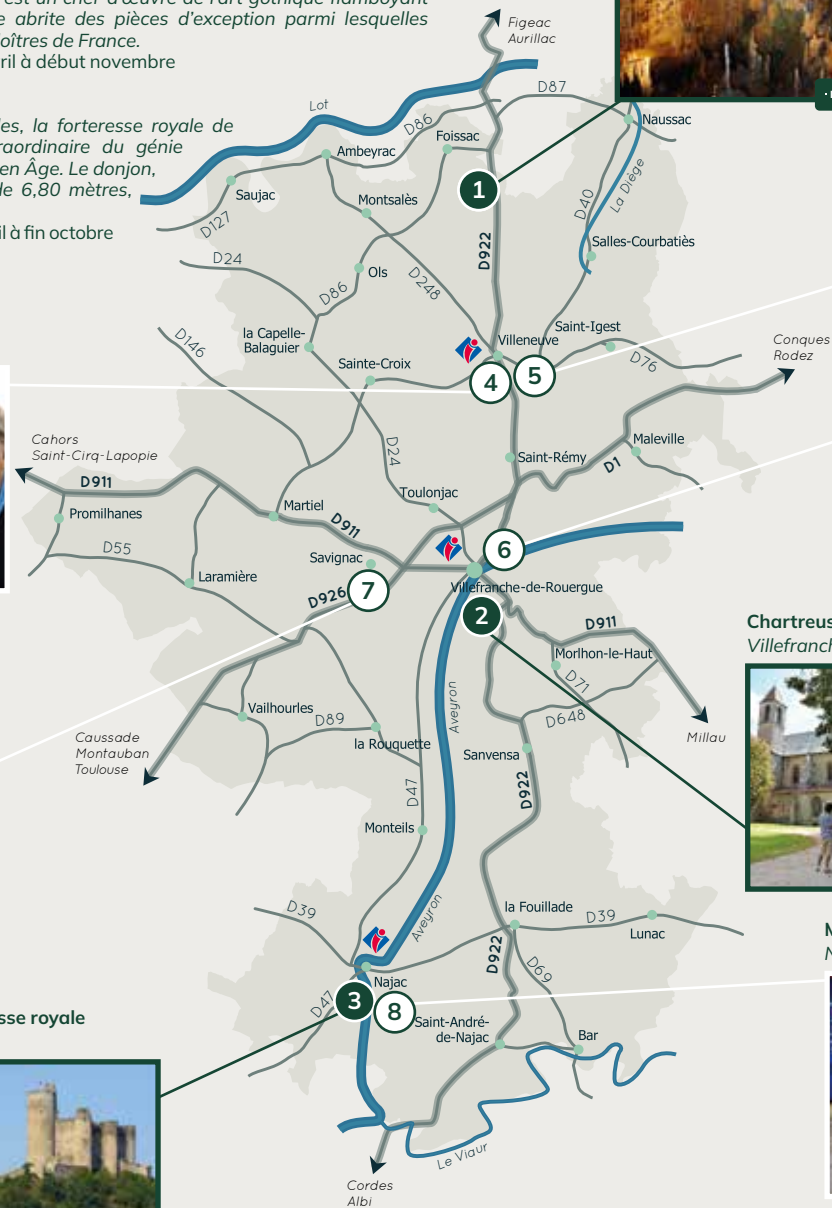 est un chef d'œuvre de l'art gothique flamboyant
e abrite des pièces d'exception parmi lesquelles
oîtres de France.
ril à début novembre
les, la forteresse royale de
traordinaire du génie
en Âge. Le donjon,
de 6,80 mètres,
il à fin octobre
Figeac
Aurillac
Lot
D87
D86
Naussac
Foissac
Ambeyrac
1
La Diège
D40
Saujac
Montsalès
D127
D922
Salles-Courbatiès
D24
Ols
D248
D86
la Capelle-
Balaguier
D146
Villeneuve
Saint-Igest
Conques
Rodez
Sainte-Croix
D76
4
5
Cahors
Saint-Cirq-Lapopie
D24
Maleville
D911
Saint-Rémy
D1
Toulonjac
Promilhanes
Martiel
D911
D55
Savignac
6
Laramière
D926
7
Villefranche-de-Rouergue
2
D911
Chartreus
Villefranch
Morlhon-le-Haut
D71
Aveyron
Vailhourles
D89
D648
Caussade
Montauban
Toulouse
la Rouquette
Millau
Sanvensa
D47
D922
Monteils
D39
Aveyron
la Fouillade
D39
Lunac
D922
D69
Najac
D47
3
8
sse royale
Saint-André-
de-Najac
Bar
Le Viaur
Cordes
Albi